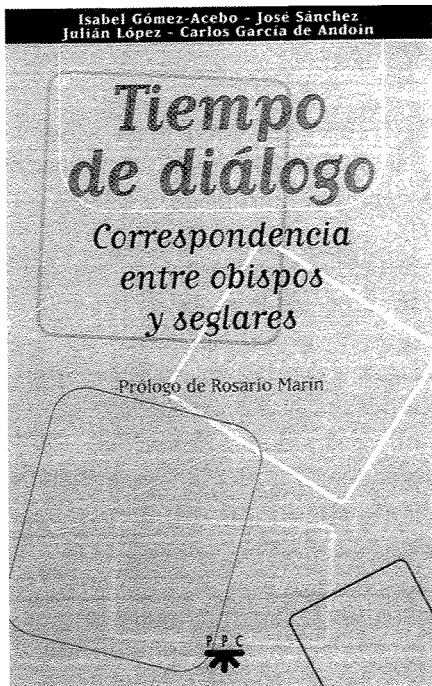 Isabel Gómez-Acebo - José Sánchez
Julián López - Carlos García de Andoin
Tiempo
de diálogo
Correspondencia
entre obispos
y seglares
Prólogo de Rosario Marín
PPC